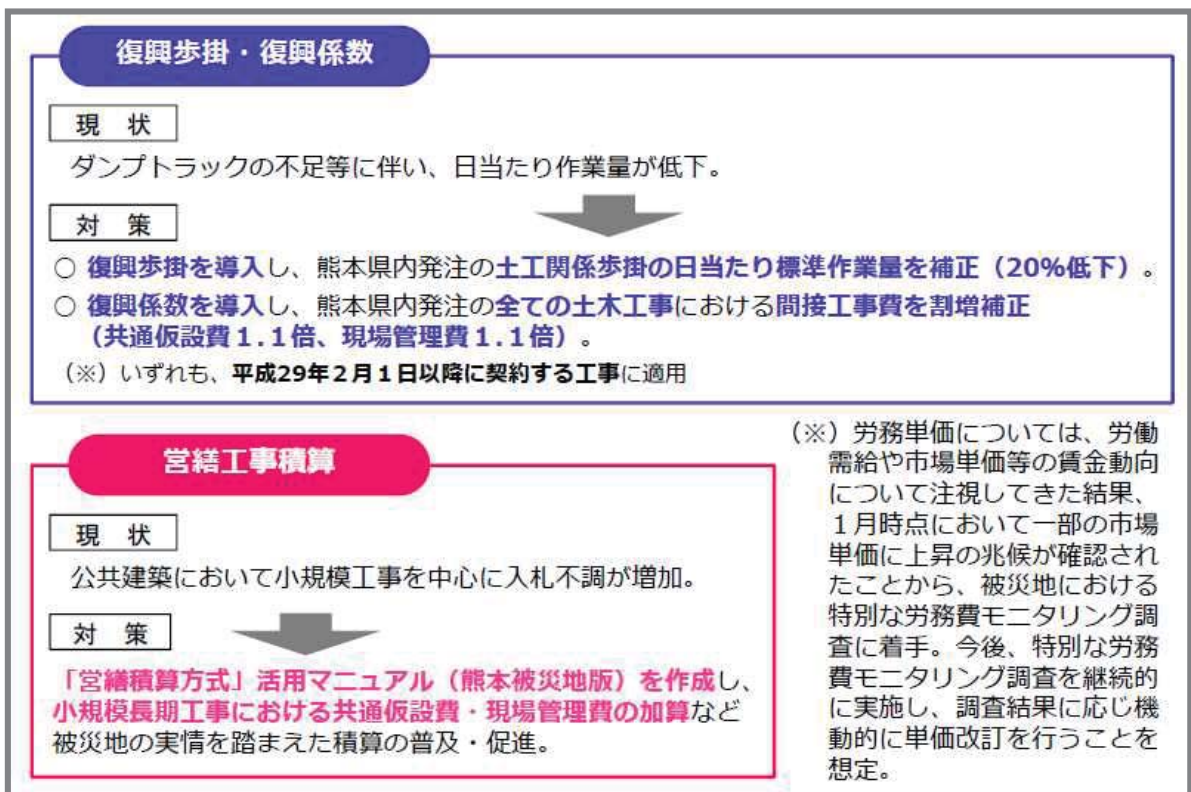 復興歩掛・復興係数
現 状
ダンプトラックの不足等に伴い、日当たり作業量が低下。
対 策
○ 復興歩掛を導入し、熊本県内発注の土工関係歩掛の日当たり標準作業量を補正（20%低下）。
○ 復興係数を導入し、熊本県内発注の全ての土木工事における間接工事費を割増補正
（共通仮設費１.１倍、現場管理費１.１倍）。
（※）いずれも、平成29年２月１日以降に契約する工事に適用
営繕工事積算
現 状
公共建築において小規模工事を中心に入札不調が増加。
対 策
「営繕積算方式」活用マニュアル（熊本被災地版）を作成し、
小規模長期工事における共通仮設費・現場管理費の加算など
被災地の実情を踏まえた積算の普及・促進。
（※）労務単価については、労働
需給や市場単価等の賃金動向
について注視してきた結果、
１月時点において一部の市場
単価に上昇の兆候が確認され
たことから、被災地における
特別な労務費モニタリング調
査に着手。今後、特別な労務
費モニタリング調査を継続的
に実施し、調査結果に応じ機
動的に単価改訂を行うことを
想定。